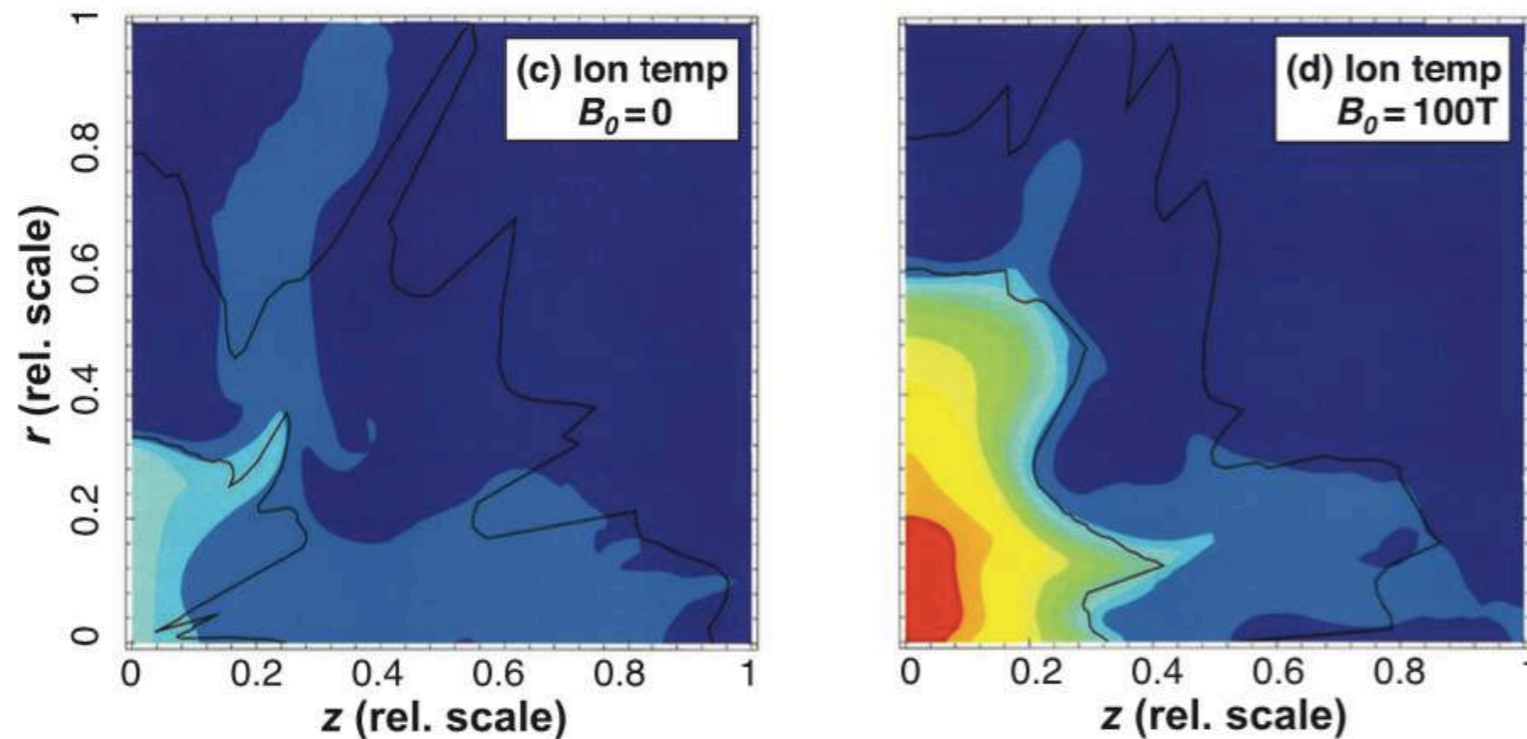 (c) Ion temp
B₀ = 0
r (rel. scale)
1
0.8
0.6
0.4
0.2
0
0 0.2 0.4 0.6 0.8 1
z (rel. scale)
(d) Ion temp
B₀ = 100T
0 0.2 0.4 0.6 0.8 1
z (rel. scale)